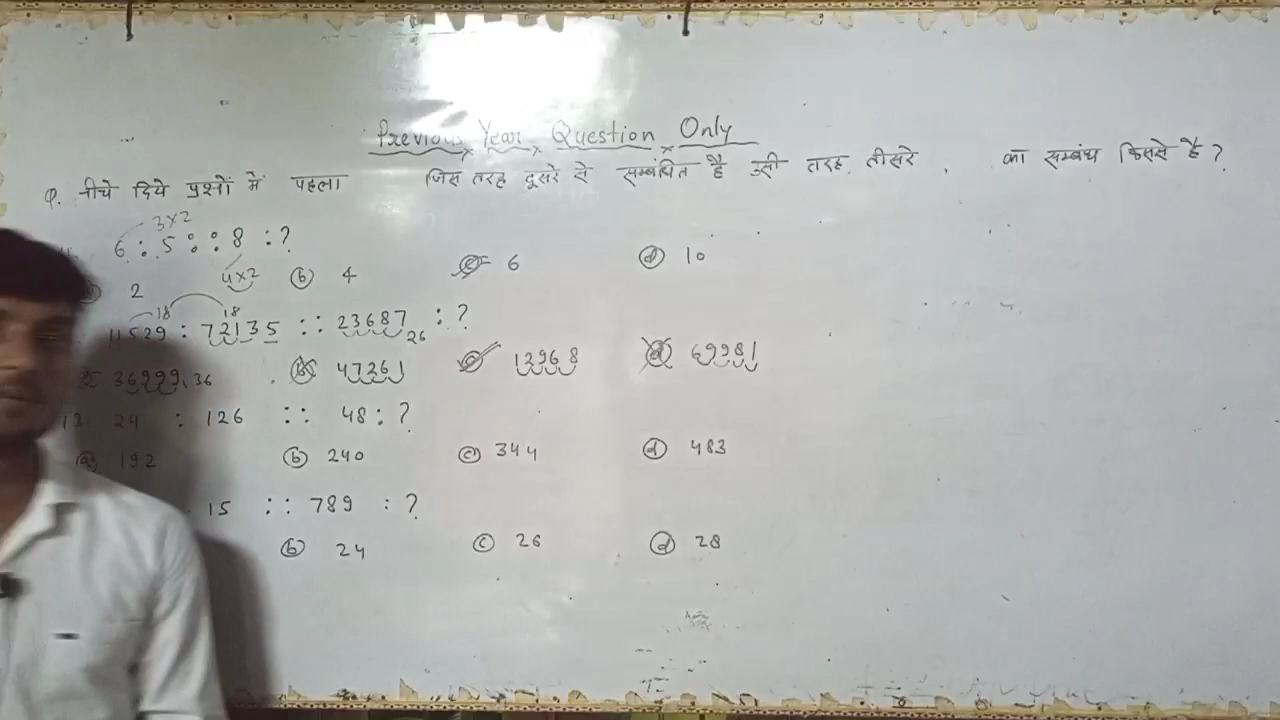 Previous Year Question Only
Q. नीचे दिये प्रश्नों में पहला जिस तरह दूसरे से सम्बंधित है उसी तरह तीसरे का सम्बंध किससे है ?
3×2
6 : 5 :: 8 : ?
4×2
2 (b) 4 (c) 6 (d) 10
18 18
11529 : 72135 :: 23687 : ?
26
36999, 36 (b) 47261 (c) 12968 (d) 69981
24 : 126 :: 48 : ?
(a) 192 (b) 240 (c) 344 (d) 483
15 :: 789 : ?
(b) 24 (c) 26 (d) 28